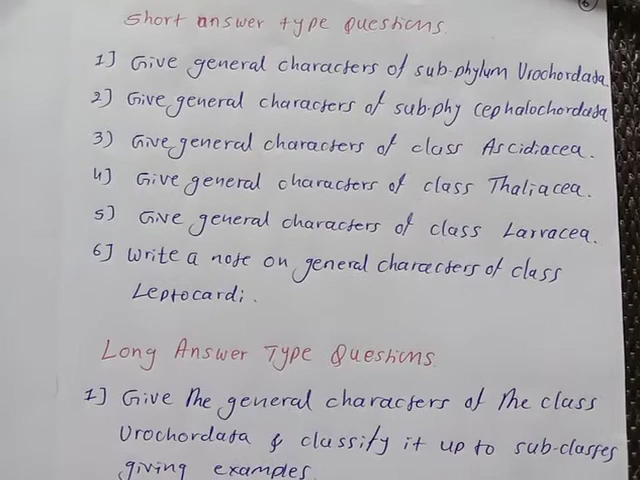 6
Short answer type Questions.
1] Give general characters of sub-phylum Urochordata.
2] Give general characters of sub-phy cephalochordata
3) Give general characters of class Ascidiacea.
4] Give general characters of class Thaliacea.
5) Give general characters of class Larvacea.
6] Write a note on general characters of class
Leptocardi.
Long Answer Type Questions.
1] Give the general characters of the class
Urochordata & classify it up to sub-classes
giving examples.